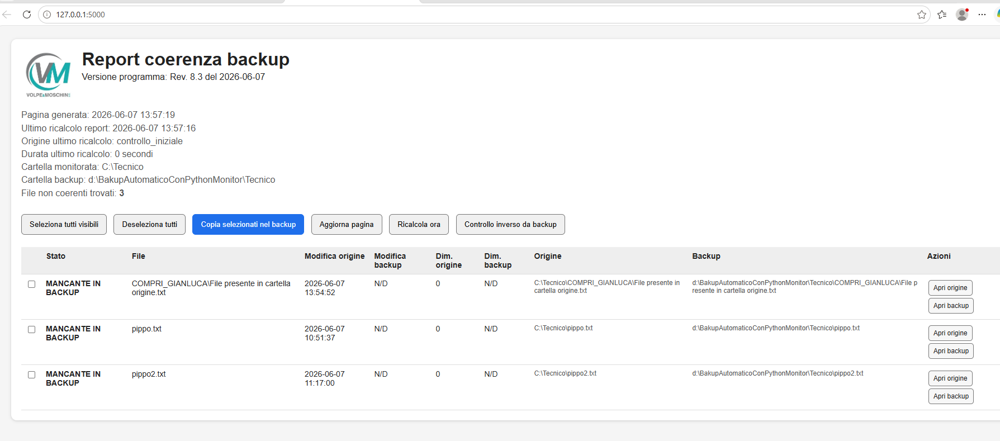 127.0.0.1:5000
VM
VOLPE&MOSCHINI
Report coerenza backup
Versione programma: Rev. 8.3 del 2026-06-07
Pagina generata: 2026-06-07 13:57:19
Ultimo ricalcolo report: 2026-06-07 13:57:16
Origine ultimo ricalcolo: controllo_iniziale
Durata ultimo ricalcolo: 0 secondi
Cartella monitorata: C:\Tecnico
Cartella backup: d:\BakupAutomaticoConPythonMonitor\Tecnico
File non coerenti trovati: 3
Seleziona tutti visibili Deseleziona tutti Copia selezionati nel backup Aggiorna pagina Ricalcola ora Controllo inverso da backup
Stato File Modifica origine Modifica backup Dim. origine Dim. backup Origine Backup Azioni
MANCANTE IN BACKUP COMPRI_GIANLUCA\File presente in cartella origine.txt 2026-06-07 13:54:52 N/D 0 N/D C:\Tecnico\COMPRI_GIANLUCA\File presente in cartella origine.txt d:\BakupAutomaticoConPythonMonitor\Tecnico\COMPRI_GIANLUCA\File presente in cartella origine.txt Apri origine
Apri backup
MANCANTE IN BACKUP pippo.txt 2026-06-07 10:51:37 N/D 0 N/D C:\Tecnico\pippo.txt d:\BakupAutomaticoConPythonMonitor\Tecnico\pippo.txt Apri origine
Apri backup
MANCANTE IN BACKUP pippo2.txt 2026-06-07 11:17:00 N/D 0 N/D C:\Tecnico\pippo2.txt d:\BakupAutomaticoConPythonMonitor\Tecnico\pippo2.txt Apri origine
Apri backup